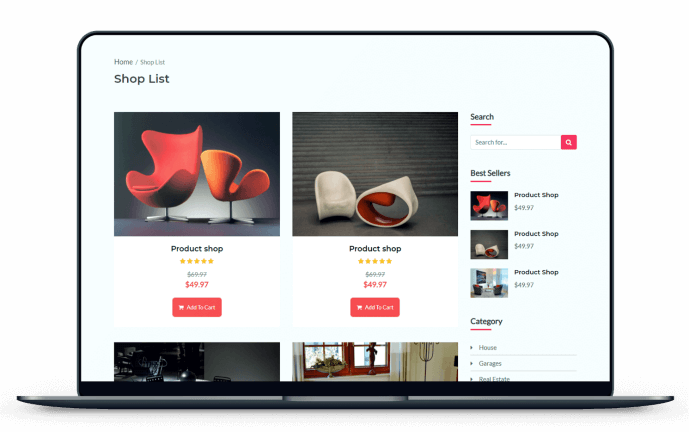 Home / Shop List
Shop List
Product shop
$69.97
$49.97
Add To Cart
Product shop
$69.97
$49.97
Add To Cart
Search
Search for...
Best Sellers
Product Shop
$49.97
Product Shop
$49.97
Product Shop
$49.97
Category
House
Garages
Real Estate